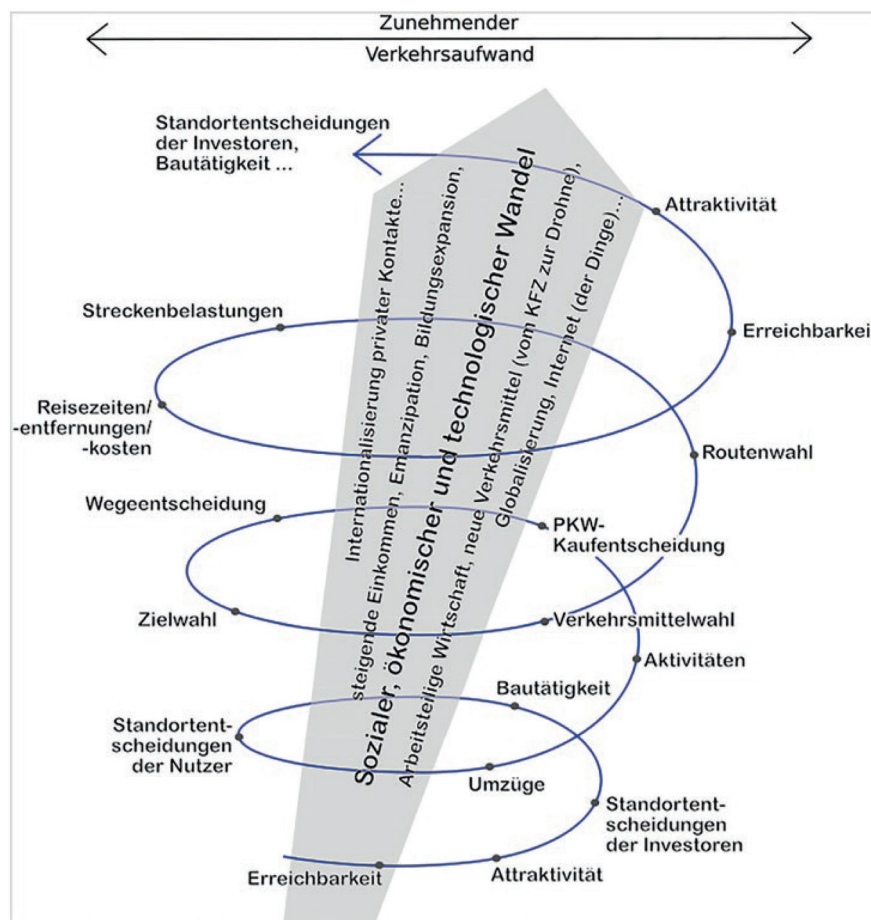 Zunehmender
Verkehrsaufwand
Standortentscheidungen
der Investoren,
Bautätigkeit ...
Attraktivität
Streckenbelastungen
Erreichbarkeit
Reisezeiten/
-entfernungen/
-kosten
Routenwahl
Wegeentscheidung
PKW-
Kaufentscheidung
Zielwahl
Verkehrsmittelwahl
Aktivitäten
Bautätigkeit
Standortent-
scheidungen
der Nutzer
Umzüge
Standortent-
scheidungen
der Investoren
Erreichbarkeit
Attraktivität
Internationalisierung privater Kontakte...
steigende Einkommen, Emanzipation, Bildungsexpansion,
Sozialer, ökonomischer und technologischer Wandel
Arbeitsteilige Wirtschaft, neue Verkehrsmittel (vom KFZ zur Drohne),
Globalisierung, Internet (der Dinge)...